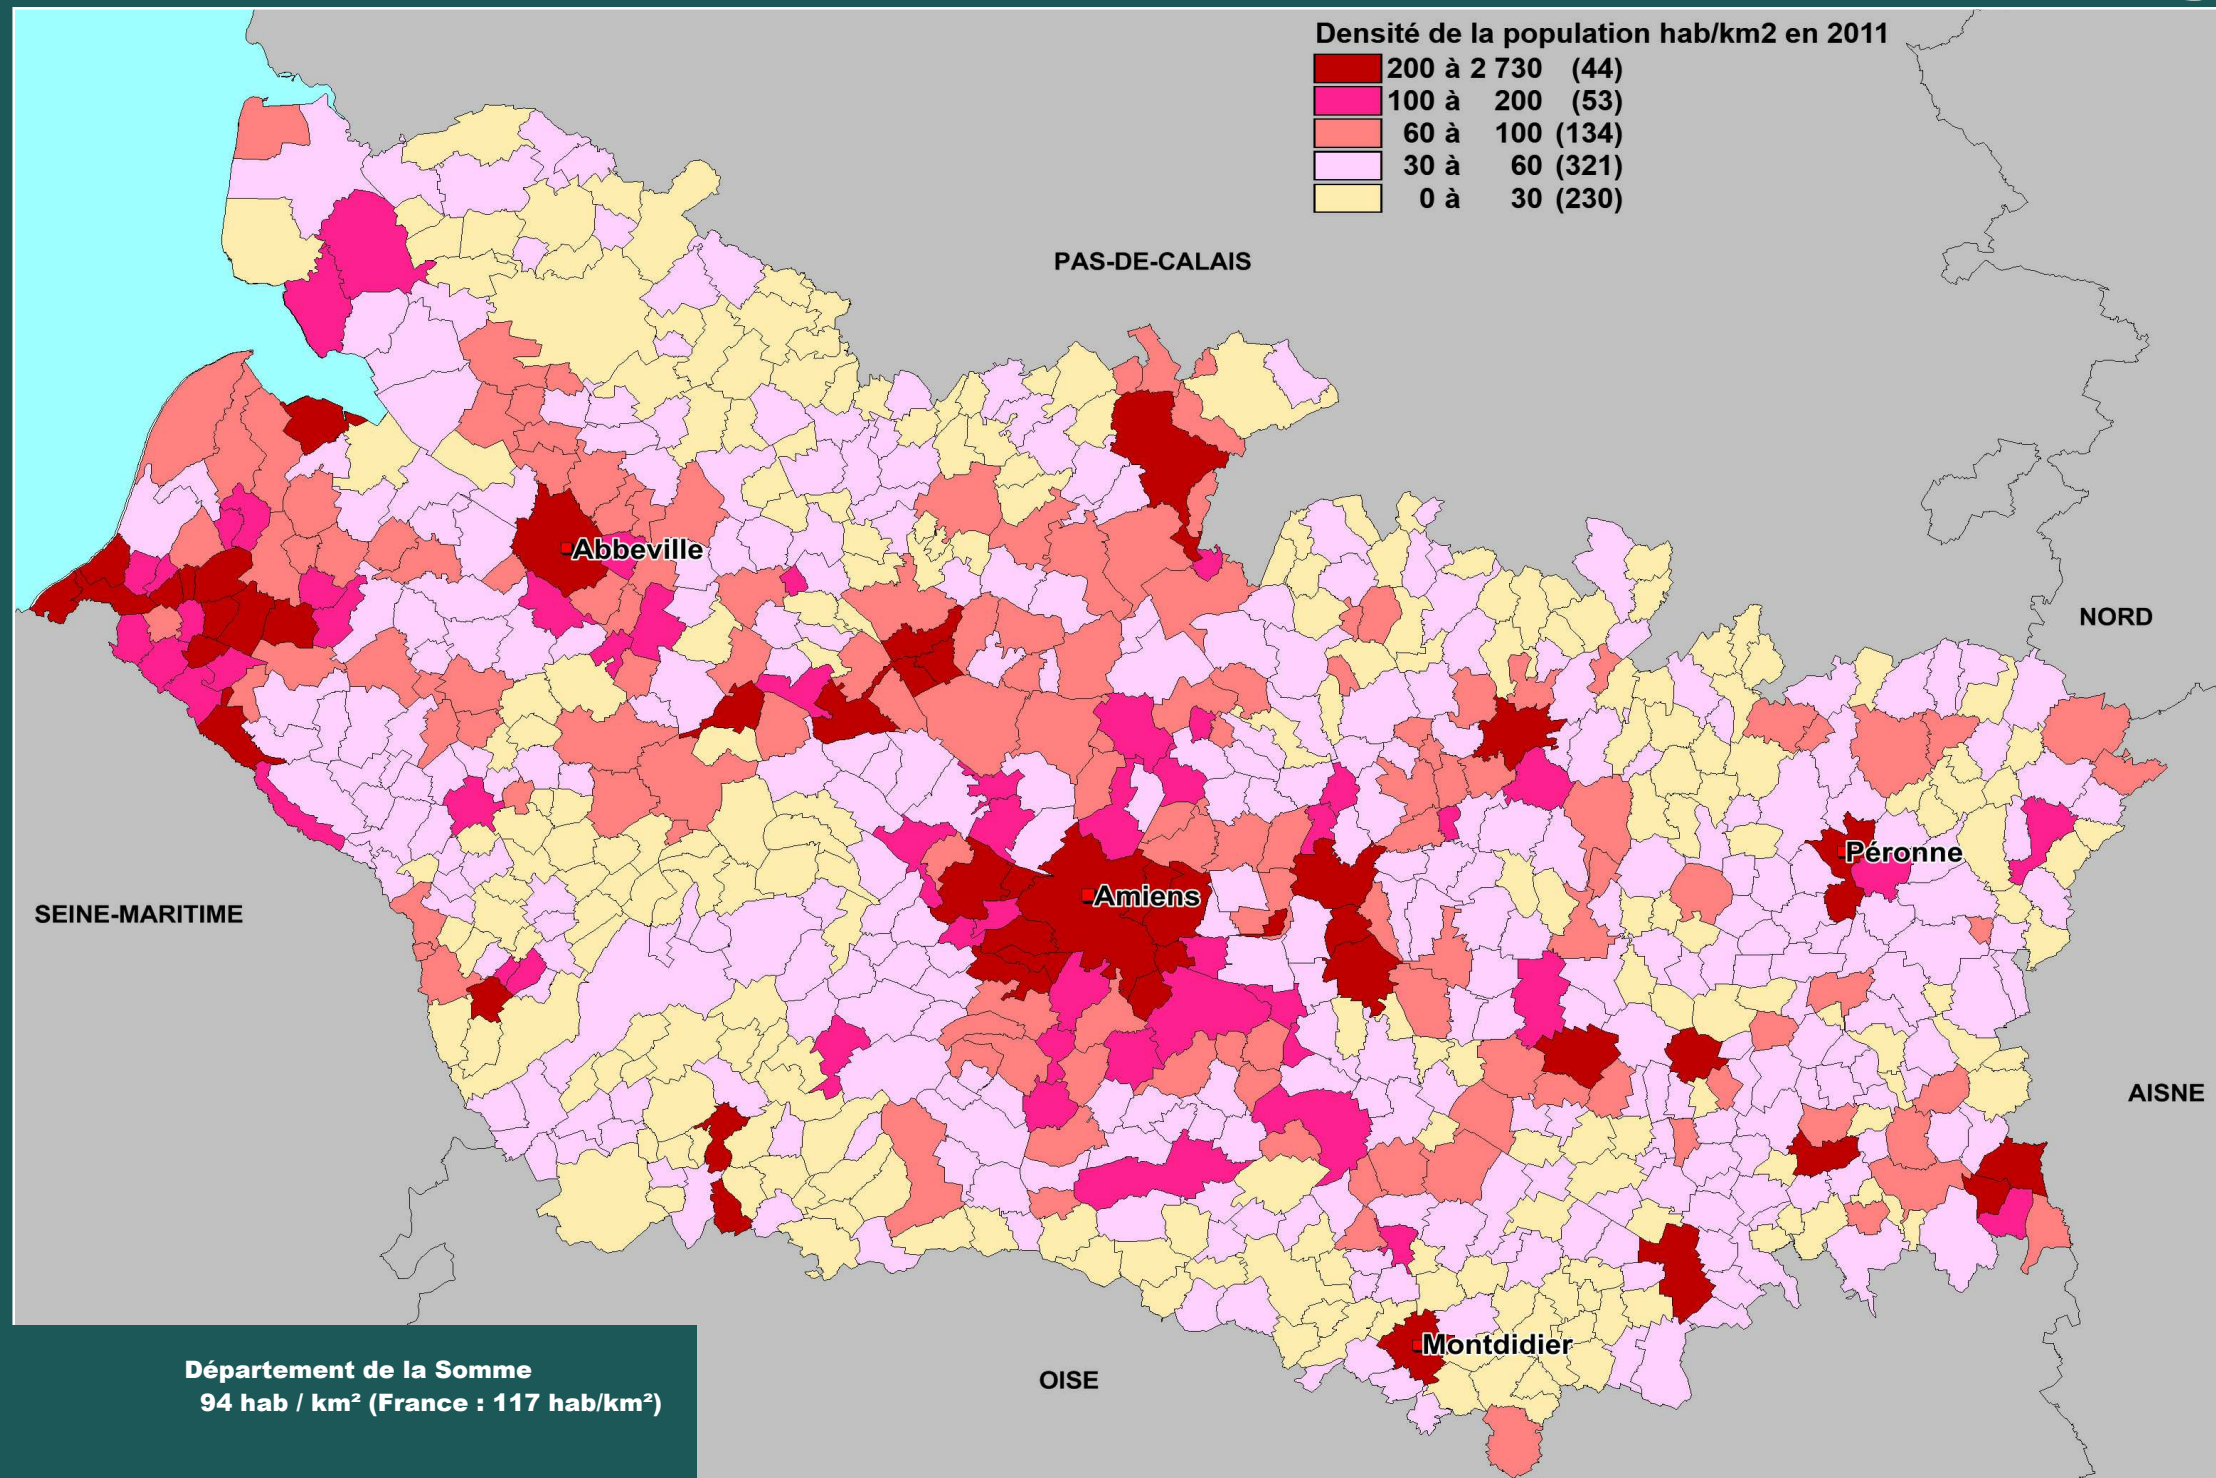 Densité de la population hab/km2 en 2011
200 à 2 730 (44)
100 à 200 (53)
60 à 100 (134)
30 à 60 (321)
0 à 30 (230)
PAS-DE-CALAIS
Abbeville
NORD
Péronne
Amiens
SEINE-MARITIME
AISNE
Montdidier
OISE
Département de la Somme
94 hab / km² (France : 117 hab/km²)